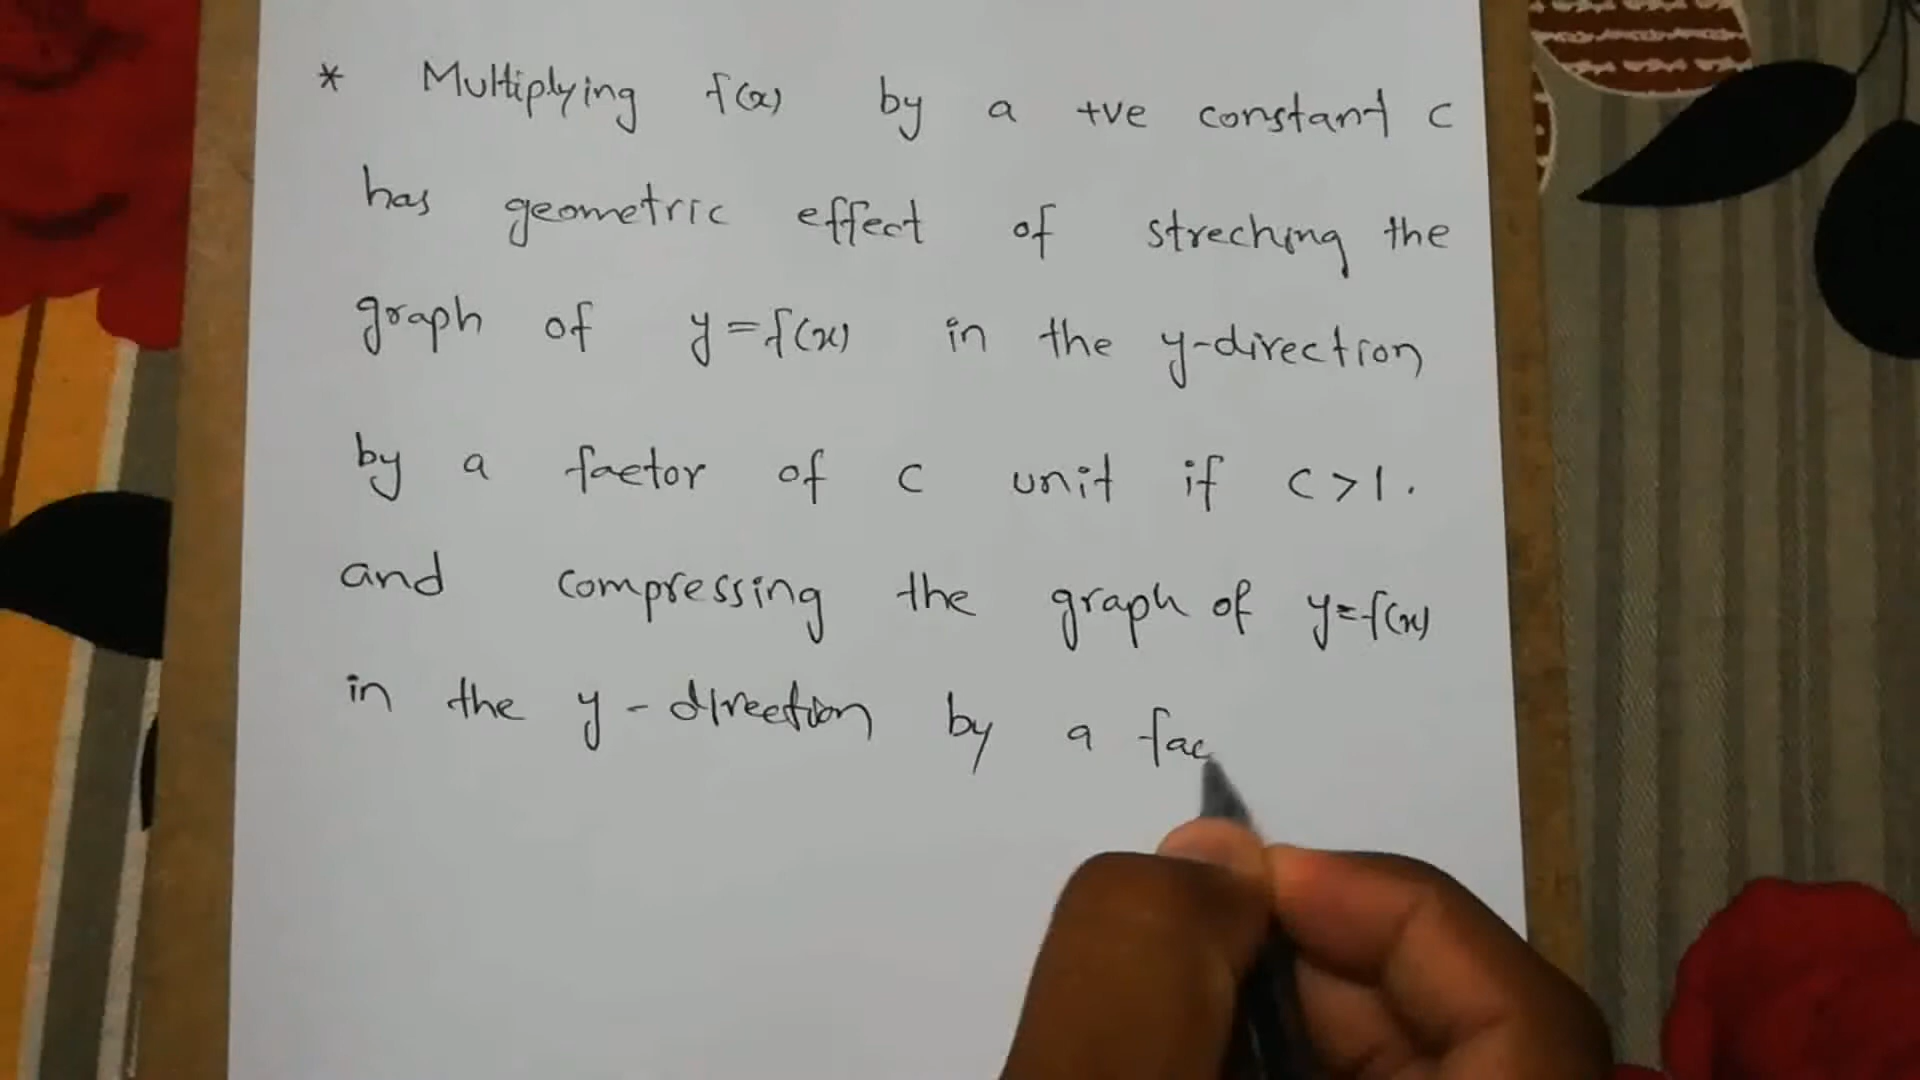 * Multiplying f(x) by a +ve constant c
has geometric effect of streching the
graph of y=f(x) in the y-direction
by a factor of c unit if c>1.
and compressing the graph of y=f(x)
in the y-direction by a fac